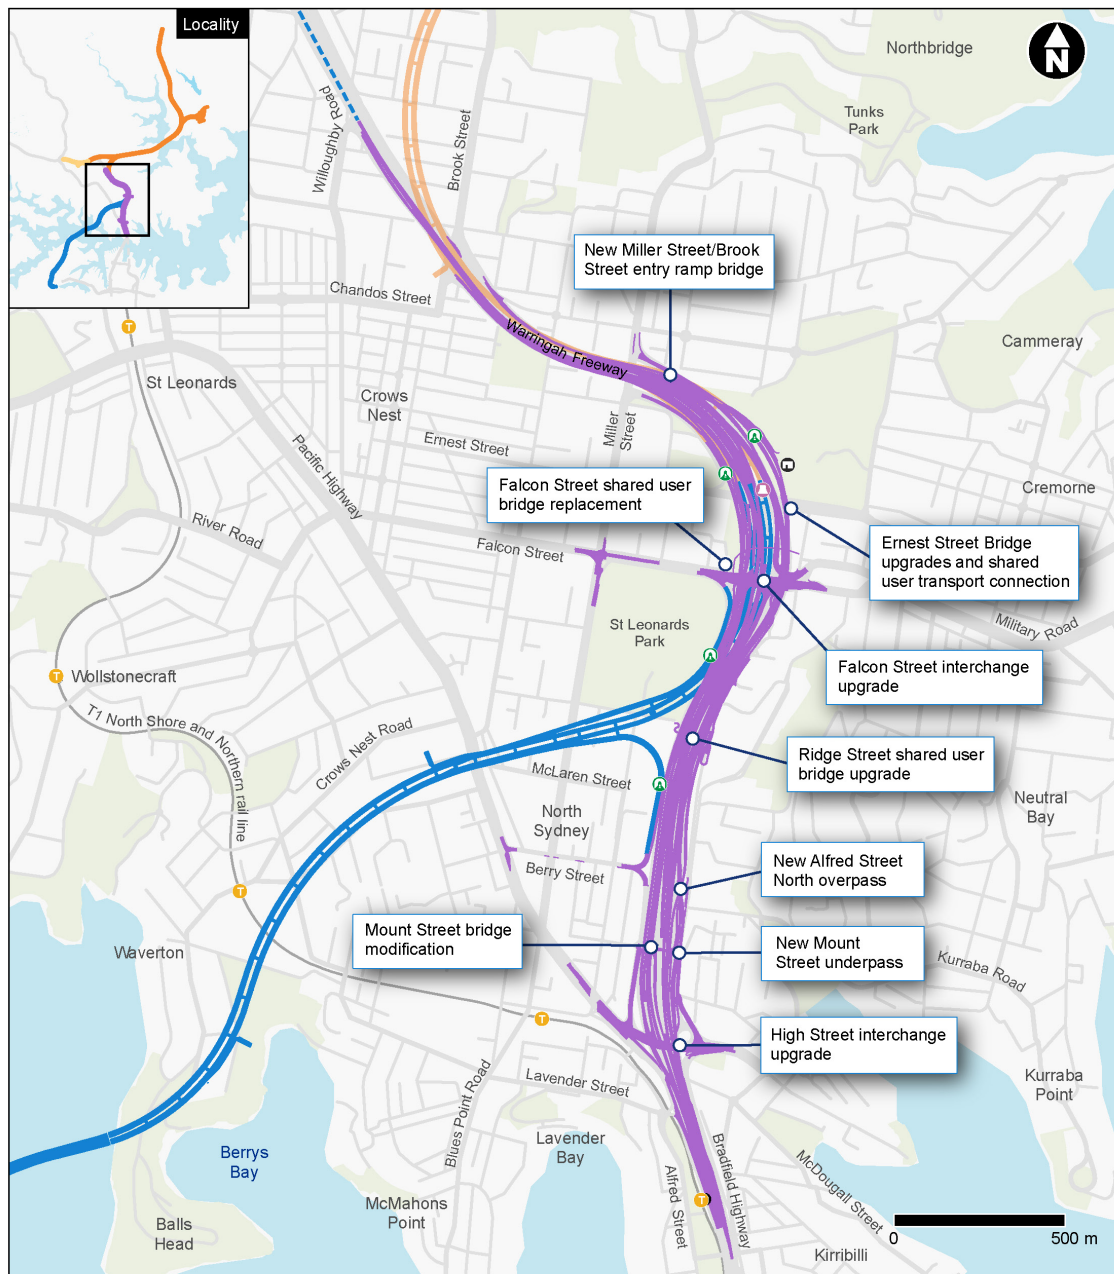 Locality
N
Northbridge
Tunks
Park
Willoughby Road
Brook Street
New Miller Street/Brook
Street entry ramp bridge
Chandos Street
Warringah Freeway
Cammeray
T
St Leonards
Crows
Nest
Miller
Street
Ernest Street
Pacific Highway
Falcon Street shared user
bridge replacement
Cremorne
River Road
Falcon Street
Ernest Street Bridge
upgrades and shared
user transport connection
St Leonards
Park
Military Road
Falcon Street interchange
upgrade
T
Wollstonecraft
T1 North Shore and Northern rail line
Crows Nest Road
Ridge Street shared user
bridge upgrade
McLaren Street
North
Sydney
Neutral
Bay
Berry Street
New Alfred Street
North overpass
T
Mount Street bridge
modification
New Mount
Street underpass
Waverton
Kurraba Road
T
High Street interchange
upgrade
Lavender Street
Blues Point Road
Kurraba
Point
Lavender
Bay
Berrys
Bay
Bradfield Highway
Alfred Street
McDougall Street
T
McMahons
Point
Balls
Head
Kirribilli
0
500 m